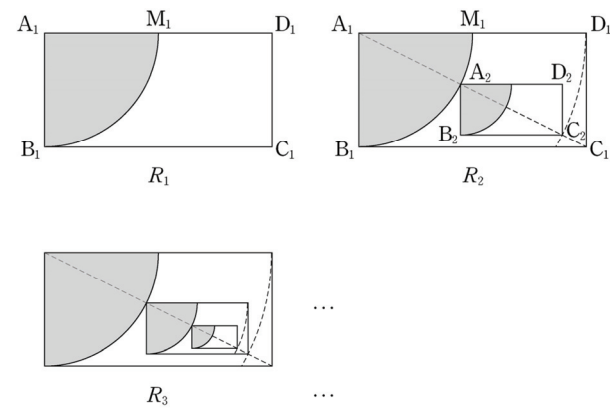 A₁ M₁ D₁
B₁ C₁
R₁
A₁ M₁ D₁
A₂ D₂
B₂ C₂
B₁ C₁
R₂
R₃
…
…